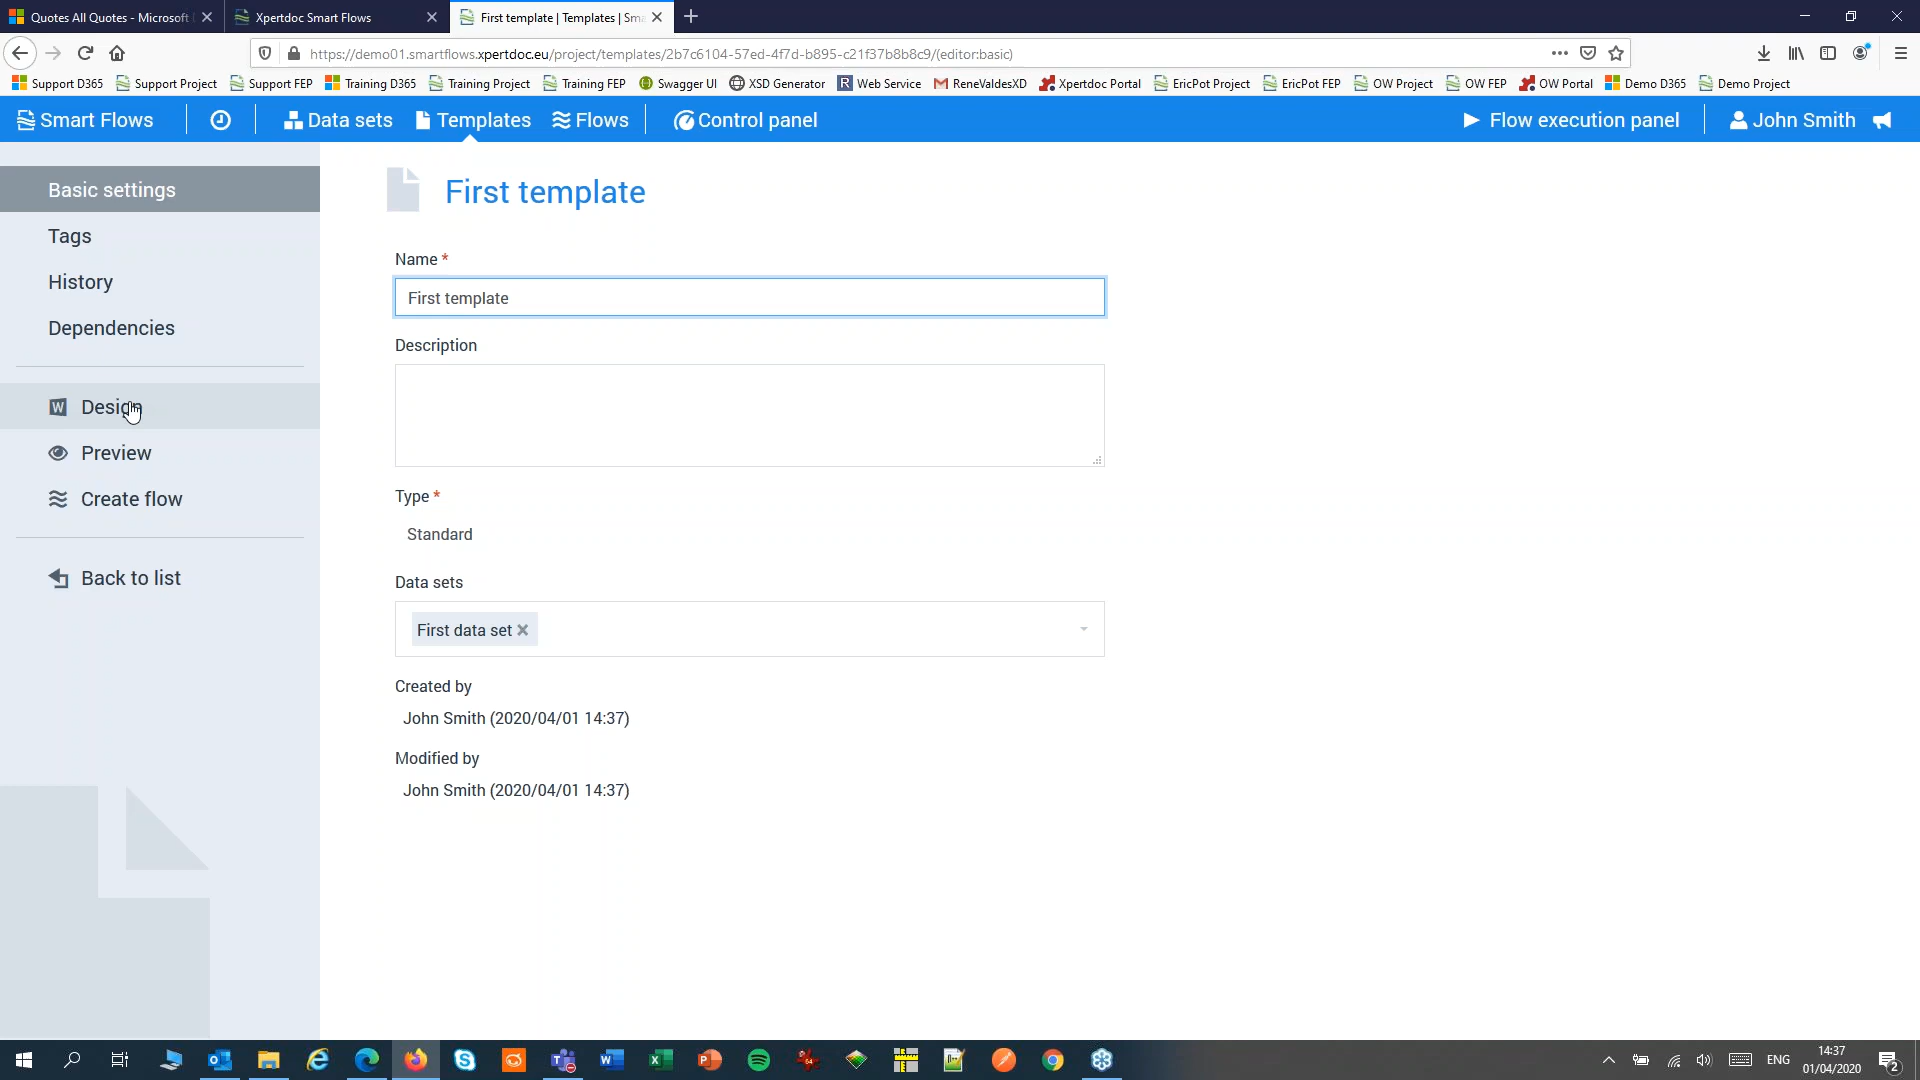 Quotes All Quotes - Microsoft
Xpertdoc Smart Flows
First template | Templates | Sma
https://demo01.smartflows.xpertdoc.eu/project/templates/2b7c6104-57ed-4f7d-b895-c21f37b8b8c9/(editor:basic)
Support D365 Support Project Support FEP Training D365 Training Project Training FEP Swagger UI XSD Generator Web Service ReneValdesXD Xpertdoc Portal EricPot Project EricPot FEP OW Project OW FEP OW Portal Demo D365 Demo Project
Smart Flows Data sets Templates Flows Control panel Flow execution panel John Smith
Basic settings
Tags
History
Dependencies
Design
Preview
Create flow
Back to list
First template
Name *
First template
Description
Type *
Standard
Data sets
First data set
Created by
John Smith (2020/04/01 14:37)
Modified by
John Smith (2020/04/01 14:37)
ENG
14:37
01/04/2020
2